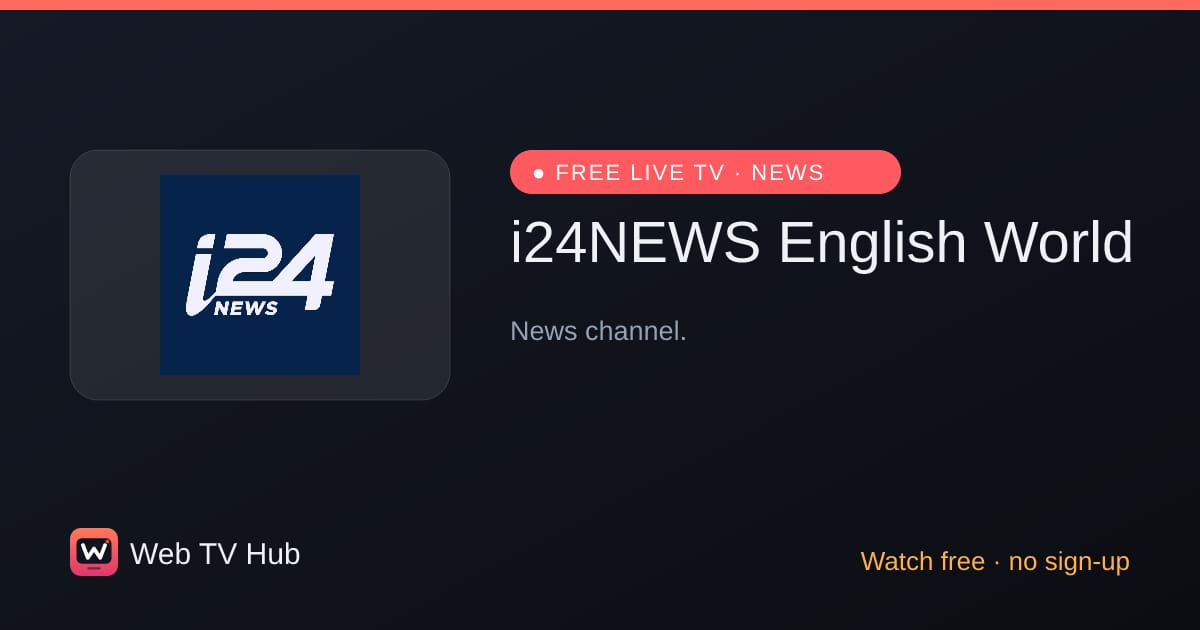 i24
NEWS
● FREE LIVE TV · NEWS
i24NEWS English World
News channel.
W
Web TV Hub
Watch free · no sign-up